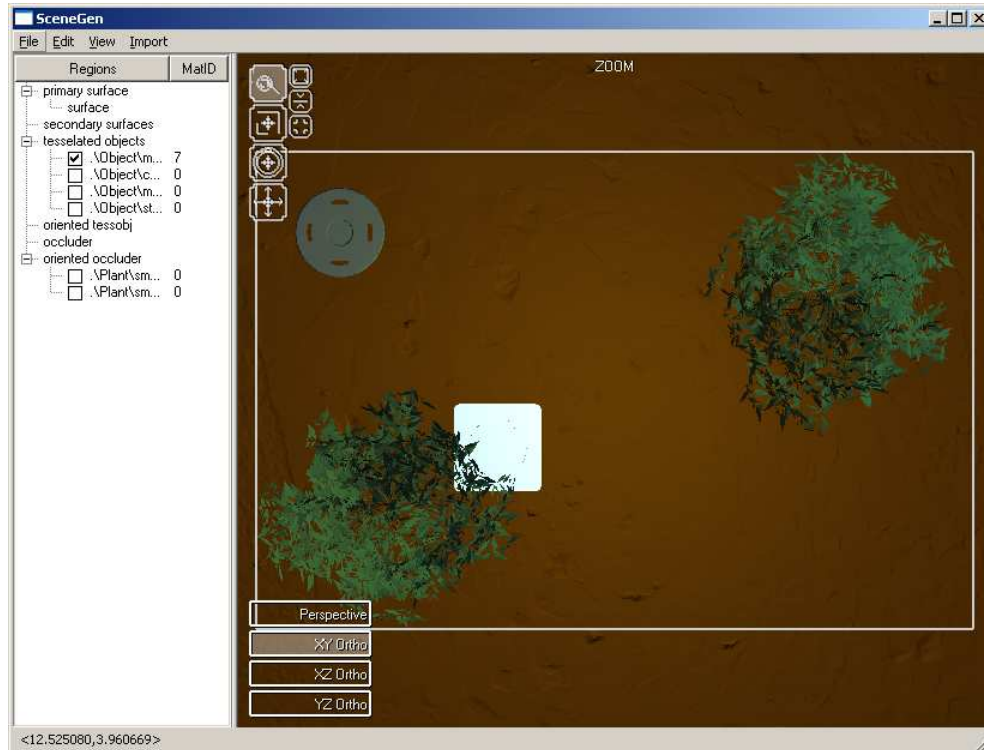 SceneGen
File Edit View Import
Regions MatID
primary surface
surface
secondary surfaces
tesselated objects
.\Object\m... 7
.\Object\c... 0
.\Object\m... 0
.\Object\st... 0
oriented tessobj
occluder
oriented occluder
.\Plant\sm... 0
.\Plant\sm... 0
ZOOM
Perspective
XY Ortho
XZ Ortho
YZ Ortho
<12.525080,3.960669>